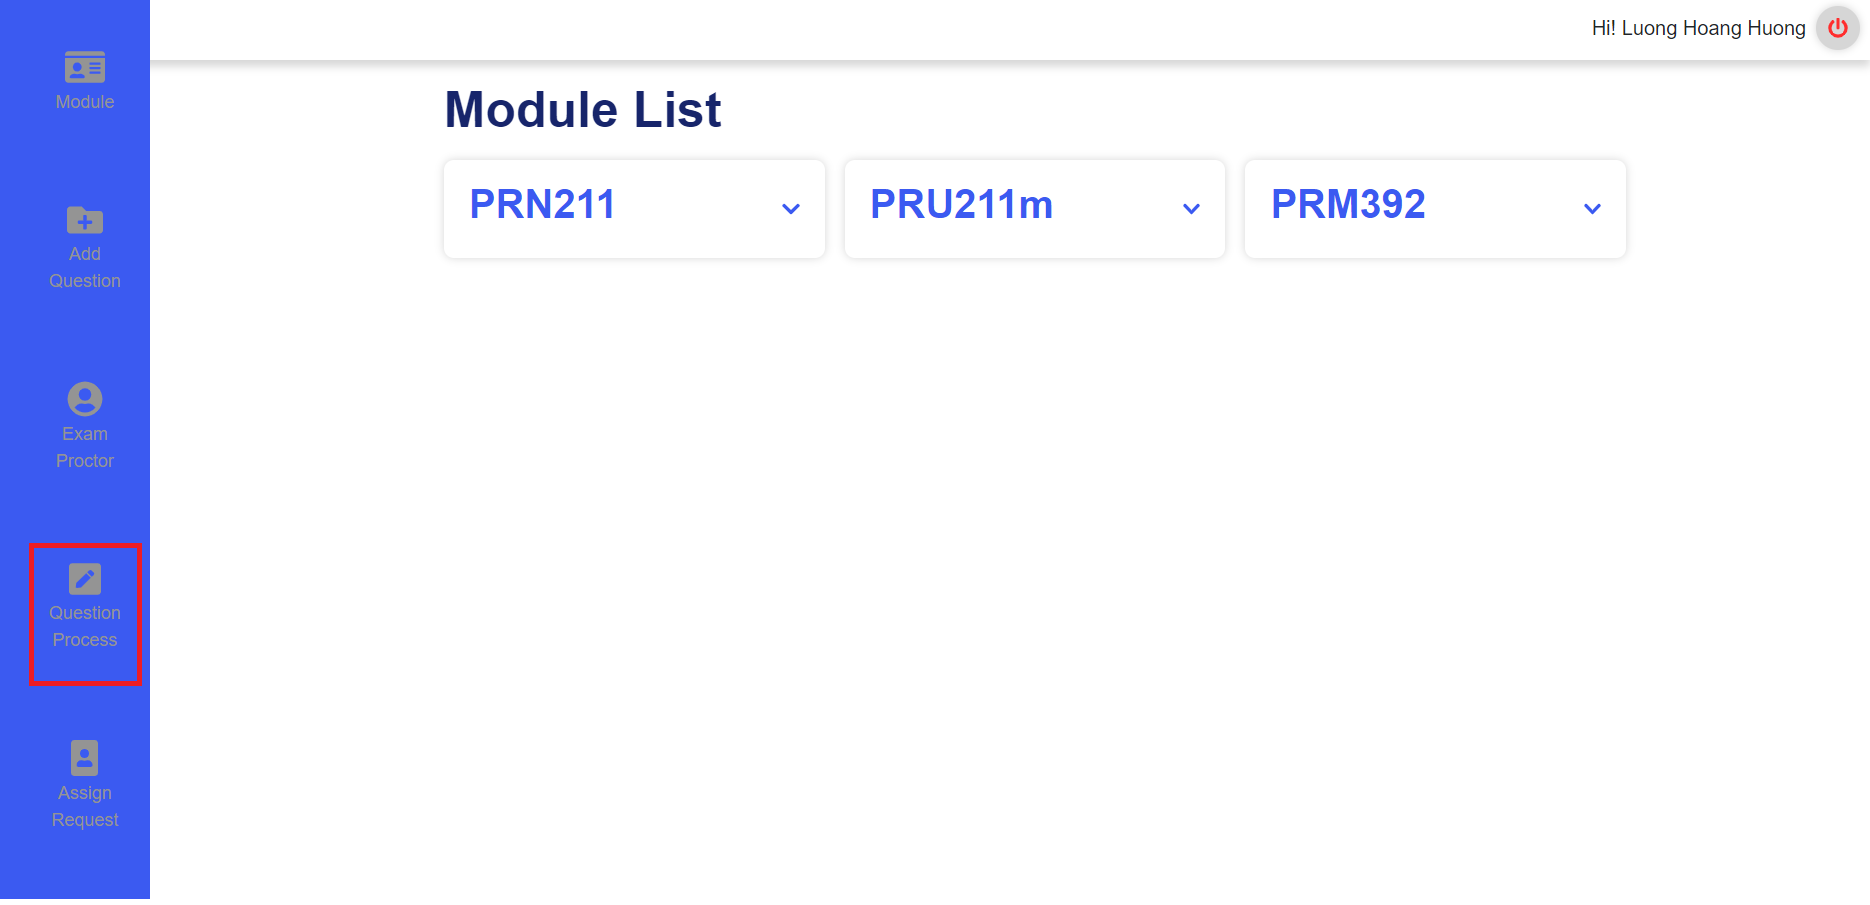 Hi! Luong Hoang Huong
Module
Add
Question
Exam
Proctor
Question
Process
Assign
Request
Module List
PRN211
PRU211m
PRM392